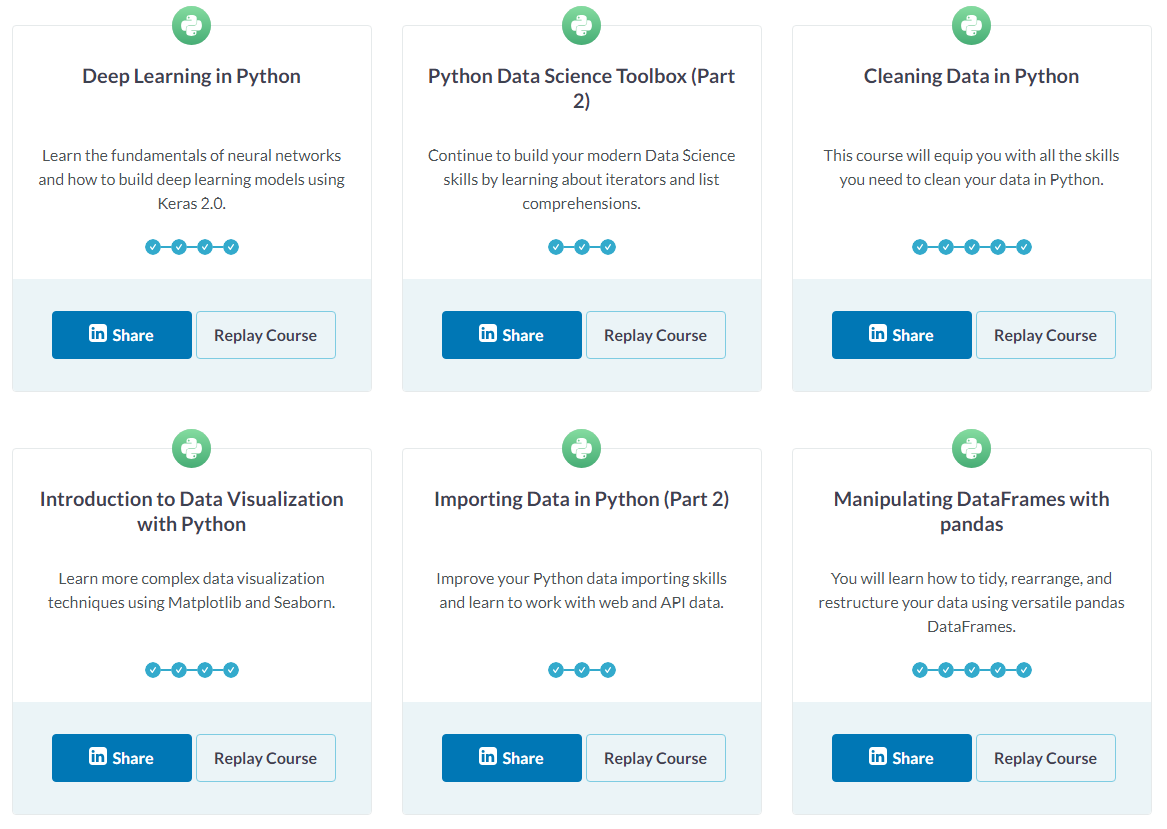 Deep Learning in Python
Learn the fundamentals of neural networks
and how to build deep learning models using
Keras 2.0.
in Share
Replay Course
Python Data Science Toolbox (Part
2)
Continue to build your modern Data Science
skills by learning about iterators and list
comprehensions.
in Share
Replay Course
Cleaning Data in Python
This course will equip you with all the skills
you need to clean your data in Python.
in Share
Replay Course
Introduction to Data Visualization
with Python
Learn more complex data visualization
techniques using Matplotlib and Seaborn.
in Share
Replay Course
Importing Data in Python (Part 2)
Improve your Python data importing skills
and learn to work with web and API data.
in Share
Replay Course
Manipulating DataFrames with
pandas
You will learn how to tidy, rearrange, and
restructure your data using versatile pandas
DataFrames.
in Share
Replay Course